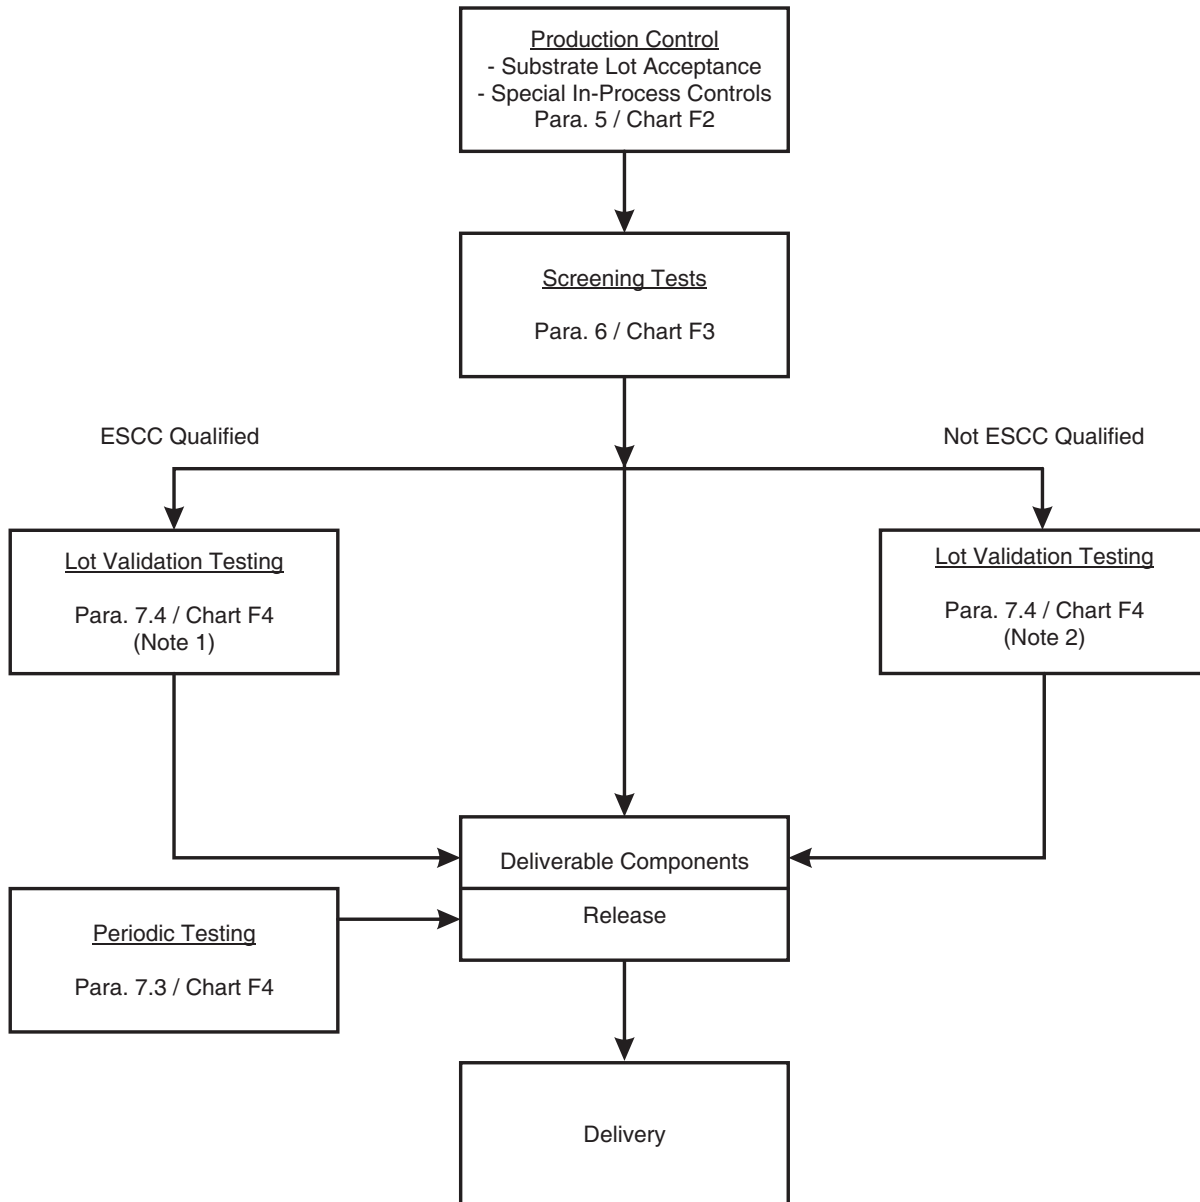 Production Control
- Substrate Lot Acceptance
- Special In-Process Controls
Para. 5 / Chart F2
Screening Tests
Para. 6 / Chart F3
ESCC Qualified
Not ESCC Qualified
Lot Validation Testing
Para. 7.4 / Chart F4
(Note 1)
Lot Validation Testing
Para. 7.4 / Chart F4
(Note 2)
Deliverable Components
Release
Periodic Testing
Para. 7.3 / Chart F4
Delivery